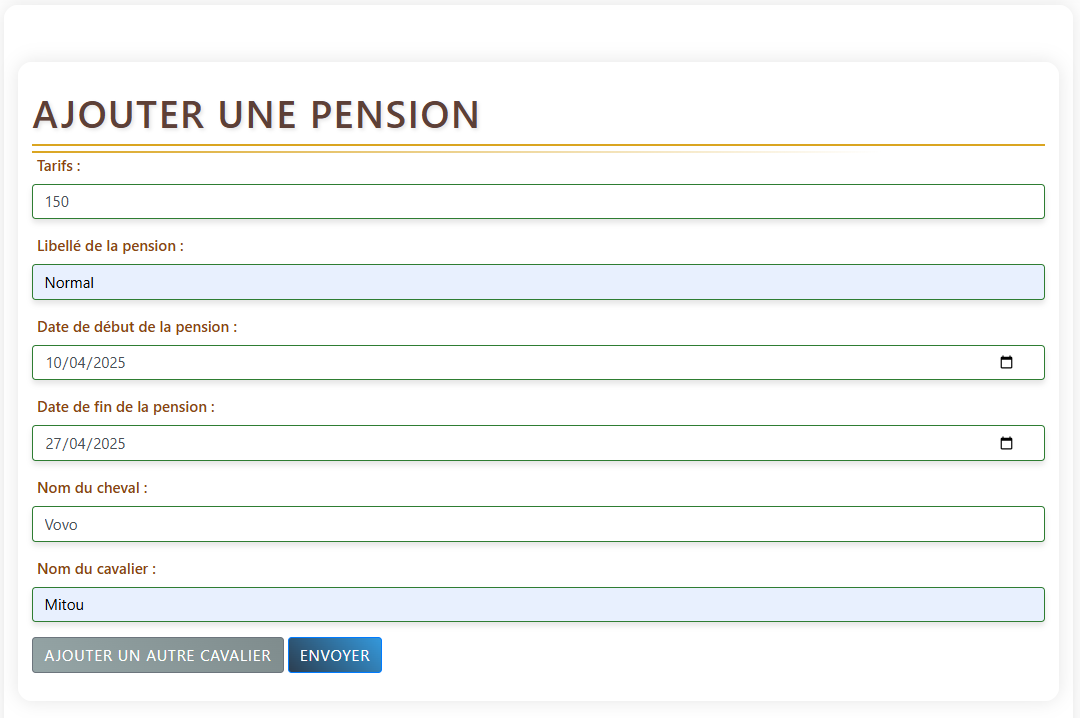 AJOUTER UNE PENSION
Tarifs :
150
Libellé de la pension :
Normal
Date de début de la pension :
10/04/2025
Date de fin de la pension :
27/04/2025
Nom du cheval :
Vovo
Nom du cavalier :
Mitou
AJOUTER UN AUTRE CAVALIER ENVOYER